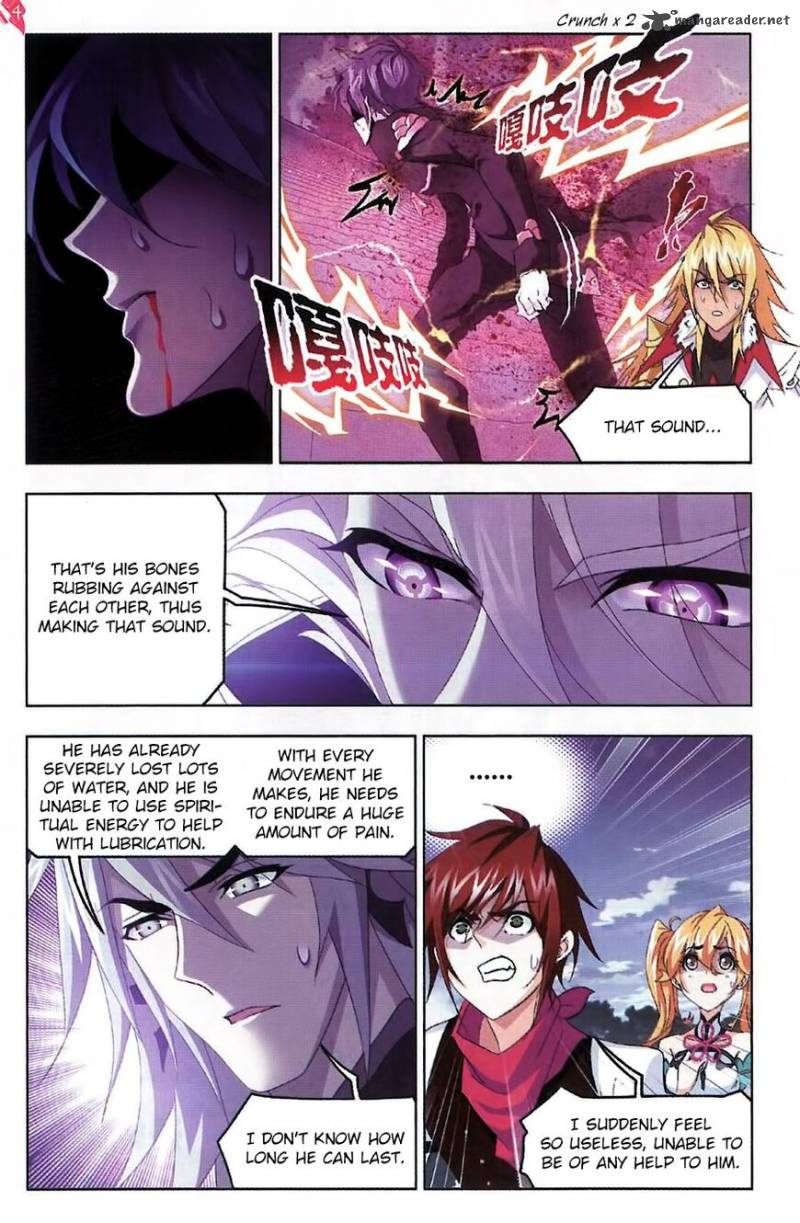 4
Crunch x 2
mangareader.net
嘎吱吱
!?
嘎吱吱
THAT SOUND...
THAT'S HIS BONES
RUBBING AGAINST
EACH OTHER, THUS
MAKING THAT SOUND.
HE HAS ALREADY
SEVERELY LOST LOTS
OF WATER, AND HE IS
UNABLE TO USE SPIRI-
TUAL ENERGY TO HELP
WITH LUBRICATION.
WITH EVERY
MOVEMENT HE
MAKES, HE NEEDS
TO ENDURE A HUGE
AMOUNT OF PAIN.
I DON'T KNOW HOW
LONG HE CAN LAST.
......
I SUDDENLY FEEL
SO USELESS, UNABLE TO
BE OF ANY HELP TO HIM.